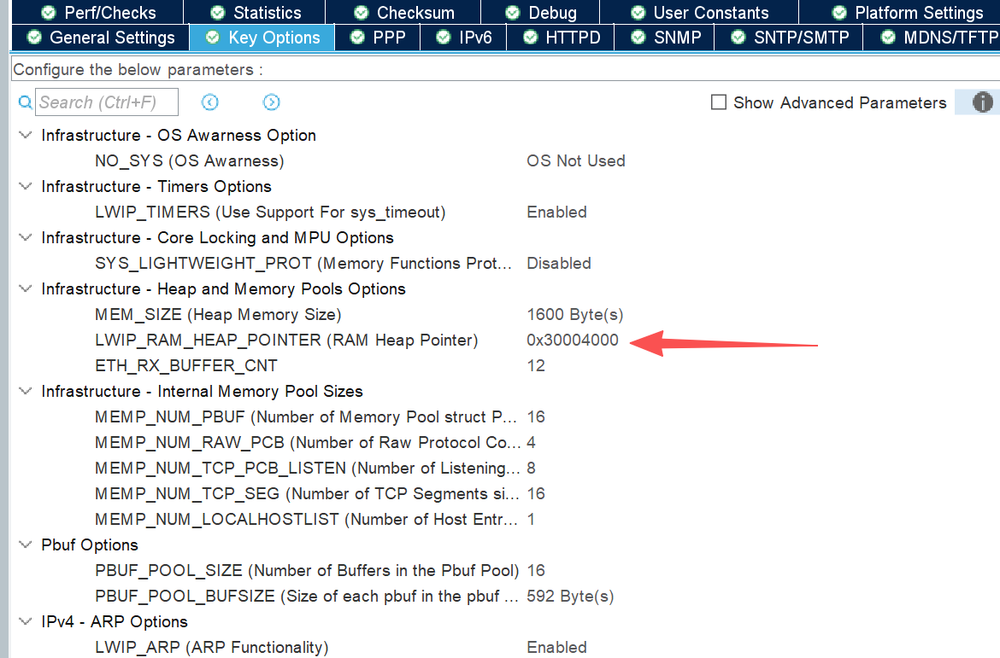 Perf/Checks Statistics Checksum Debug User Constants Platform Settings
General Settings Key Options PPP IPv6 HTTPD SNMP SNTP/SMTP MDNS/TFTP
Configure the below parameters :
Search (Ctrl+F) Show Advanced Parameters
Infrastructure - OS Awarness Option
NO_SYS (OS Awarness) OS Not Used
Infrastructure - Timers Options
LWIP_TIMERS (Use Support For sys_timeout) Enabled
Infrastructure - Core Locking and MPU Options
SYS_LIGHTWEIGHT_PROT (Memory Functions Prot... Disabled
Infrastructure - Heap and Memory Pools Options
MEM_SIZE (Heap Memory Size) 1600 Byte(s)
LWIP_RAM_HEAP_POINTER (RAM Heap Pointer) 0x30004000
ETH_RX_BUFFER_CNT 12
Infrastructure - Internal Memory Pool Sizes
MEMP_NUM_PBUF (Number of Memory Pool struct P... 16
MEMP_NUM_RAW_PCB (Number of Raw Protocol Co... 4
MEMP_NUM_TCP_PCB_LISTEN (Number of Listening... 8
MEMP_NUM_TCP_SEG (Number of TCP Segments si... 16
MEMP_NUM_LOCALHOSTLIST (Number of Host Entr... 1
Pbuf Options
PBUF_POOL_SIZE (Number of Buffers in the Pbuf Pool) 16
PBUF_POOL_BUFSIZE (Size of each pbuf in the pbuf ... 592 Byte(s)
IPv4 - ARP Options
LWIP_ARP (ARP Functionality) Enabled